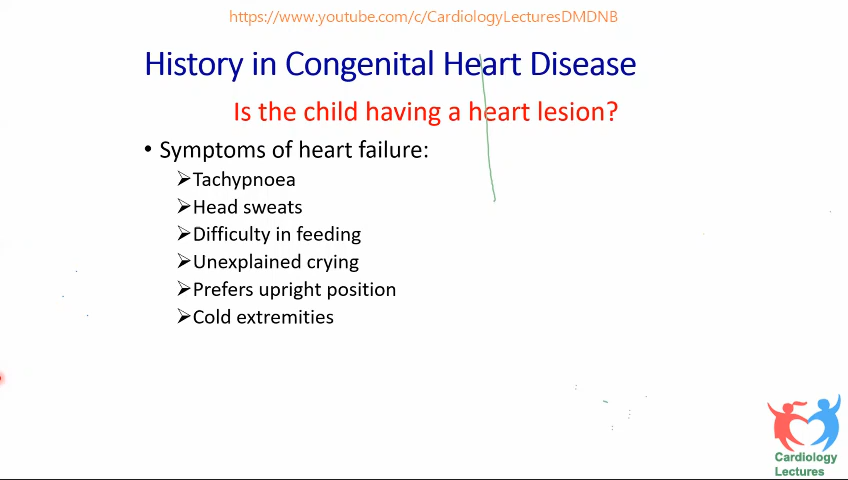 https://www.youtube.com/c/CardiologyLecturesDMDNB
History in Congenital Heart Disease
Is the child having a heart lesion?
• Symptoms of heart failure:
➢Tachypnoea
➢Head sweats
➢Difficulty in feeding
➢Unexplained crying
➢Prefers upright position
➢Cold extremities
Cardiology
Lectures